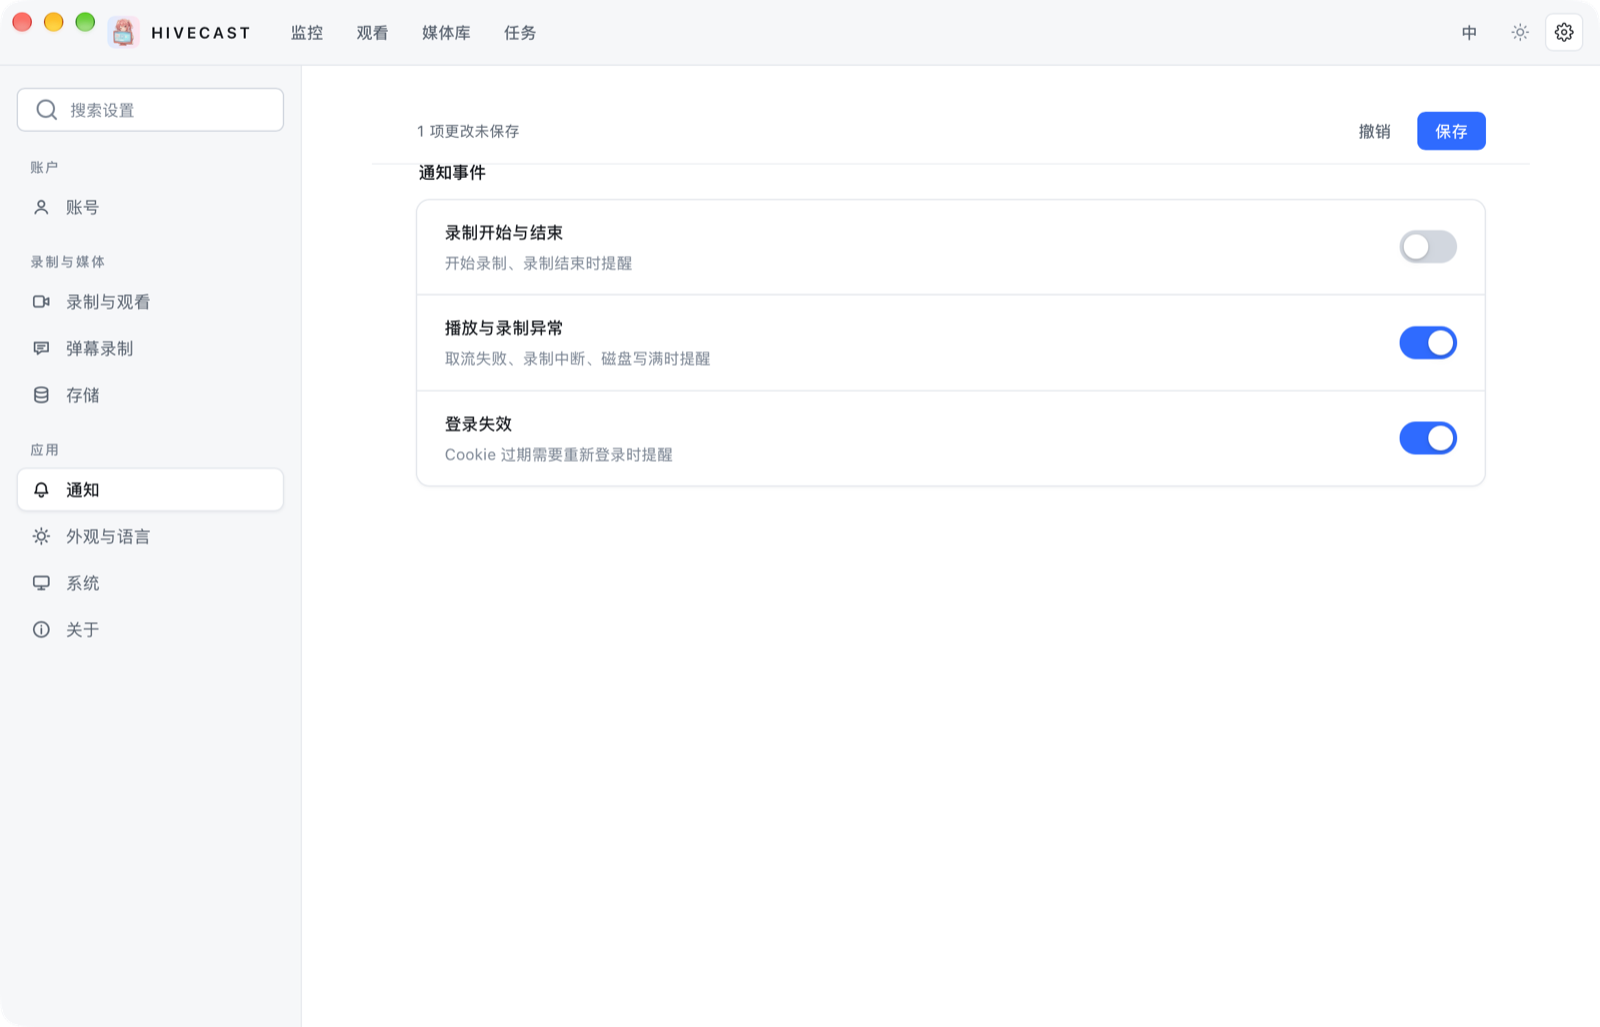 HIVECAST 监控 观看 媒体库 任务 中
搜索设置
账户
账号
录制与媒体
录制与观看
弹幕录制
存储
应用
通知
外观与语言
系统
关于
1 项更改未保存 撤销 保存
通知事件
录制开始与结束
开始录制、录制结束时提醒
播放与录制异常
取流失败、录制中断、磁盘写满时提醒
登录失效
Cookie 过期需要重新登录时提醒